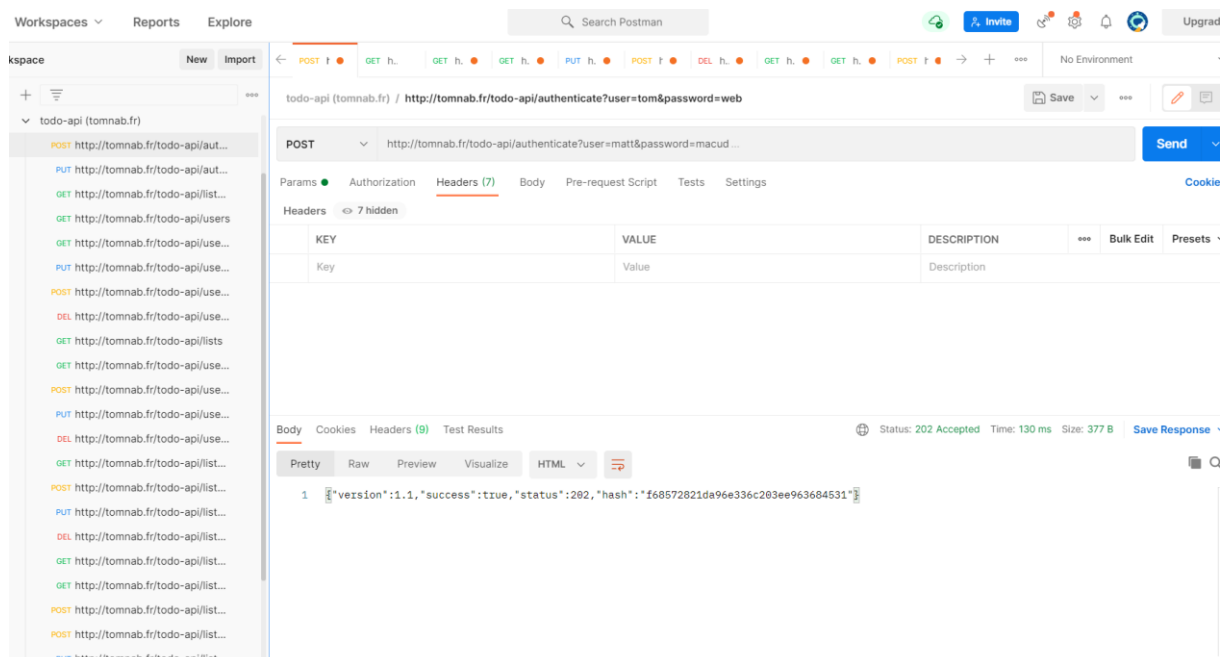 Workspaces Reports Explore Search Postman Invite Upgrad
kspace New Import POST GET h.. GET h. GET h. PUT h. POST DEL h.. GET h. GET h. POST No Environment
todo-api (tomnab.fr) / http://tomnab.fr/todo-api/authenticate?user=tom&password=web Save
todo-api (tomnab.fr)
POST http://tomnab.fr/todo-api/aut...
PUT http://tomnab.fr/todo-api/aut...
GET http://tomnab.fr/todo-api/list...
GET http://tomnab.fr/todo-api/users
GET http://tomnab.fr/todo-api/use...
PUT http://tomnab.fr/todo-api/use...
POST http://tomnab.fr/todo-api/use...
DEL http://tomnab.fr/todo-api/use...
GET http://tomnab.fr/todo-api/lists
GET http://tomnab.fr/todo-api/use...
POST http://tomnab.fr/todo-api/use...
PUT http://tomnab.fr/todo-api/use...
DEL http://tomnab.fr/todo-api/use...
GET http://tomnab.fr/todo-api/list...
POST http://tomnab.fr/todo-api/list...
PUT http://tomnab.fr/todo-api/list...
DEL http://tomnab.fr/todo-api/list...
GET http://tomnab.fr/todo-api/list...
GET http://tomnab.fr/todo-api/list...
POST http://tomnab.fr/todo-api/list...
POST http://tomnab.fr/todo-api/list...
POST http://tomnab.fr/todo-api/authenticate?user=matt&password=macud ... Send
Params Authorization Headers (7) Body Pre-request Script Tests Settings Cookie
Headers 7 hidden
KEY VALUE DESCRIPTION Bulk Edit Presets
Key Value Description
Body Cookies Headers (9) Test Results Status: 202 Accepted Time: 130 ms Size: 377 B Save Response
Pretty Raw Preview Visualize HTML
1 {"version":1.1,"success":true,"status":202,"hash":"f68572821da96e336c203ee963684531"}